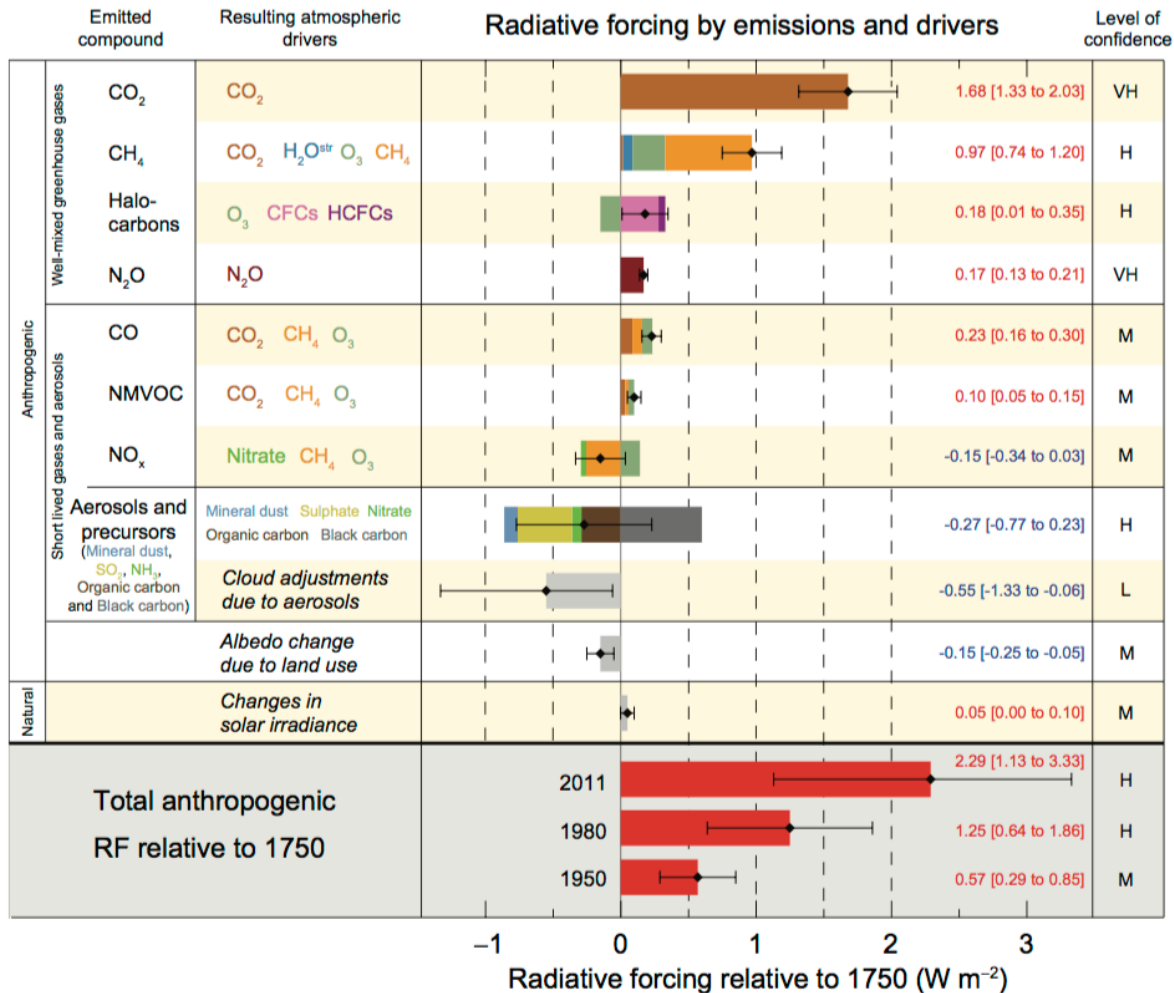 Emitted compound
Resulting atmospheric drivers
Radiative forcing by emissions and drivers
Level of confidence
Anthropogenic
Well-mixed greenhouse gases
CO₂
CO₂
1.68 [1.33 to 2.03]
VH
CH₄
CO₂ H₂Oˢᵗʳ O₃ CH₄
0.97 [0.74 to 1.20]
H
Halo-
carbons
O₃ CFCs HCFCs
0.18 [0.01 to 0.35]
H
N₂O
N₂O
0.17 [0.13 to 0.21]
VH
Short lived gases and aerosols
CO
CO₂ CH₄ O₃
0.23 [0.16 to 0.30]
M
NMVOC
CO₂ CH₄ O₃
0.10 [0.05 to 0.15]
M
NOₓ
Nitrate CH₄ O₃
-0.15 [-0.34 to 0.03]
M
Aerosols and
precursors
(Mineral dust,
SO₂, NH₃,
Organic carbon
and Black carbon)
Mineral dust Sulphate Nitrate
Organic carbon Black carbon
-0.27 [-0.77 to 0.23]
H
Cloud adjustments
due to aerosols
-0.55 [-1.33 to -0.06]
L
Albedo change
due to land use
-0.15 [-0.25 to -0.05]
M
Natural
Changes in
solar irradiance
0.05 [0.00 to 0.10]
M
Total anthropogenic
RF relative to 1750
2011
2.29 [1.13 to 3.33]
H
1980
1.25 [0.64 to 1.86]
H
1950
0.57 [0.29 to 0.85]
M
−1 0 1 2 3
Radiative forcing relative to 1750 (W m⁻²)